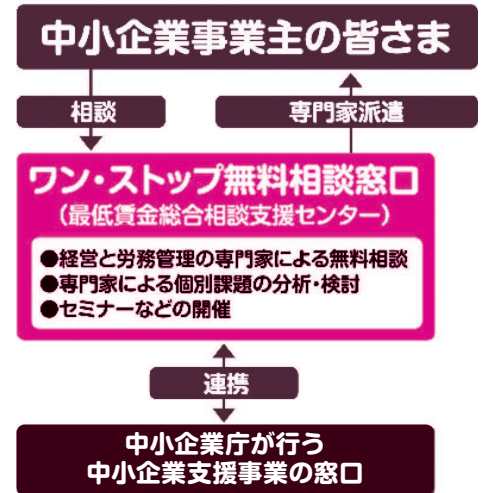 中小企業事業主の皆さま
相談
専門家派遣
ワン・ストップ無料相談窓口
（最低賃金総合相談支援センター）
●経営と労務管理の専門家による無料相談
●専門家による個別課題の分析・検討
●セミナーなどの開催
連携
中小企業庁が行う
中小企業支援事業の窓口